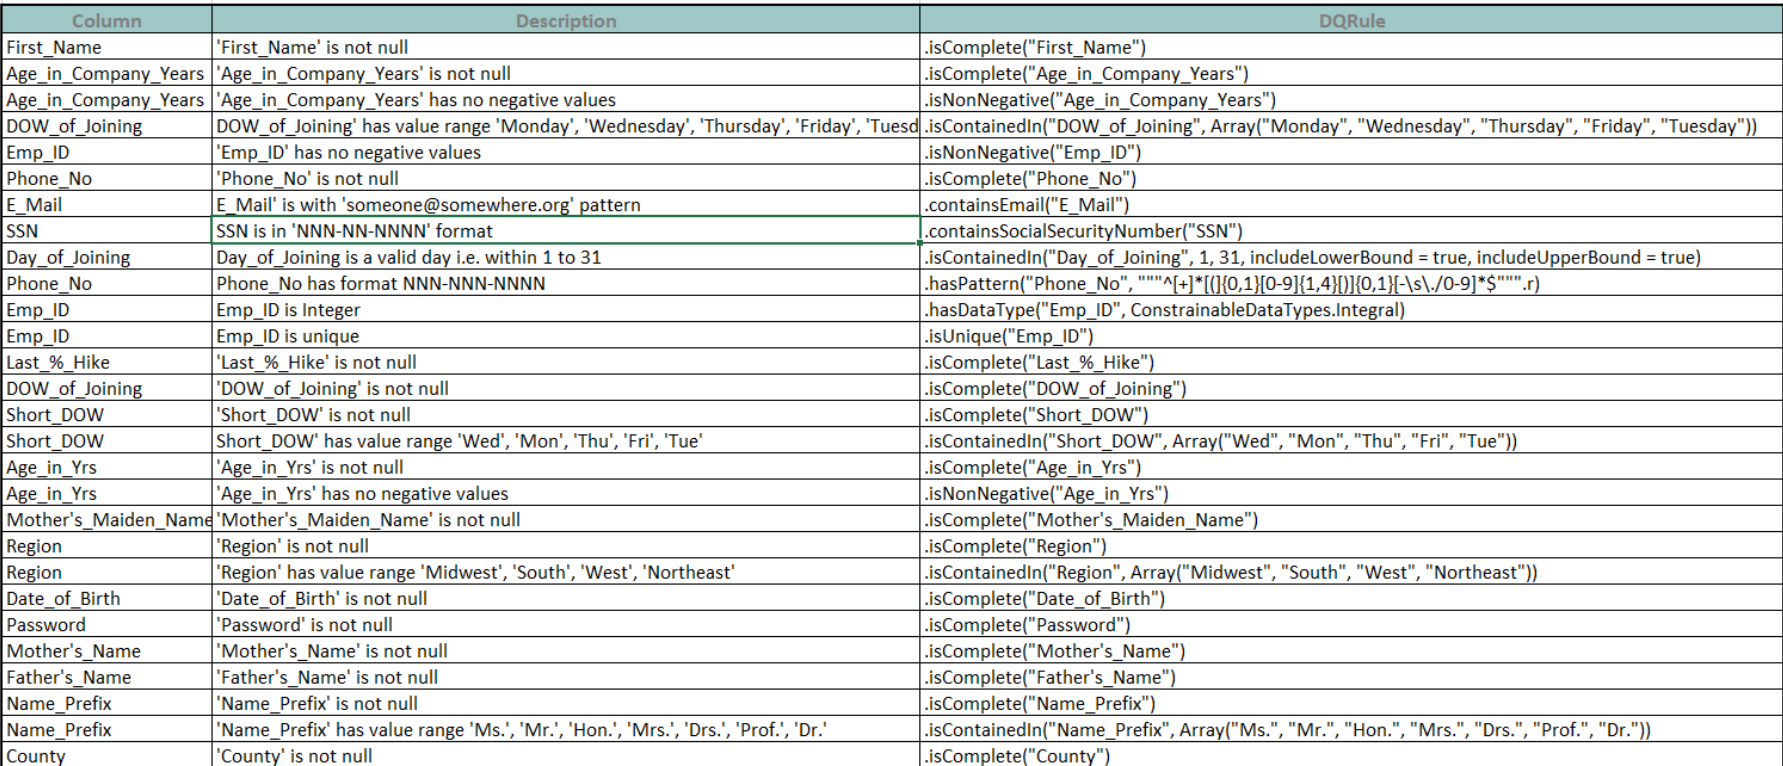 Column Description DQRule
First_Name 'First_Name' is not null .isComplete("First_Name")
Age_in_Company_Years 'Age_in_Company_Years' is not null .isComplete("Age_in_Company_Years")
Age_in_Company_Years 'Age_in_Company_Years' has no negative values .isNonNegative("Age_in_Company_Years")
DOW_of_Joining DOW_of_Joining' has value range 'Monday', 'Wednesday', 'Thursday', 'Friday', 'Tuesd .isContainedIn("DOW_of_Joining", Array("Monday", "Wednesday", "Thursday", "Friday", "Tuesday"))
Emp_ID 'Emp_ID' has no negative values .isNonNegative("Emp_ID")
Phone_No 'Phone_No' is not null .isComplete("Phone_No")
E_Mail E_Mail' is with 'someone@somewhere.org' pattern .containsEmail("E_Mail")
SSN SSN is in 'NNN-NN-NNNN' format .containsSocialSecurityNumber("SSN")
Day_of_Joining Day_of_Joining is a valid day i.e. within 1 to 31 .isContainedIn("Day_of_Joining", 1, 31, includeLowerBound = true, includeUpperBound = true)
Phone_No Phone_No has format NNN-NNN-NNNN .hasPattern("Phone_No", """^[+]*[(]{0,1}[0-9]{1,4}[)]{0,1}[-\s\./0-9]*$""".r)
Emp_ID Emp_ID is Integer .hasDataType("Emp_ID", ConstrainableDataTypes.Integral)
Emp_ID Emp_ID is unique .isUnique("Emp_ID")
Last_%_Hike 'Last_%_Hike' is not null .isComplete("Last_%_Hike")
DOW_of_Joining 'DOW_of_Joining' is not null .isComplete("DOW_of_Joining")
Short_DOW 'Short_DOW' is not null .isComplete("Short_DOW")
Short_DOW Short_DOW' has value range 'Wed', 'Mon', 'Thu', 'Fri', 'Tue' .isContainedIn("Short_DOW", Array("Wed", "Mon", "Thu", "Fri", "Tue"))
Age_in_Yrs 'Age_in_Yrs' is not null .isComplete("Age_in_Yrs")
Age_in_Yrs 'Age_in_Yrs' has no negative values .isNonNegative("Age_in_Yrs")
Mother's_Maiden_Name 'Mother's_Maiden_Name' is not null .isComplete("Mother's_Maiden_Name")
Region 'Region' is not null .isComplete("Region")
Region 'Region' has value range 'Midwest', 'South', 'West', 'Northeast' .isContainedIn("Region", Array("Midwest", "South", "West", "Northeast"))
Date_of_Birth 'Date_of_Birth' is not null .isComplete("Date_of_Birth")
Password 'Password' is not null .isComplete("Password")
Mother's_Name 'Mother's_Name' is not null .isComplete("Mother's_Name")
Father's_Name 'Father's_Name' is not null .isComplete("Father's_Name")
Name_Prefix 'Name_Prefix' is not null .isComplete("Name_Prefix")
Name_Prefix 'Name_Prefix' has value range 'Ms.', 'Mr.', 'Hon.', 'Mrs.', 'Drs.', 'Prof.', 'Dr.' .isContainedIn("Name_Prefix", Array("Ms.", "Mr.", "Hon.", "Mrs.", "Drs.", "Prof.", "Dr."))
County 'County' is not null .isComplete("County")